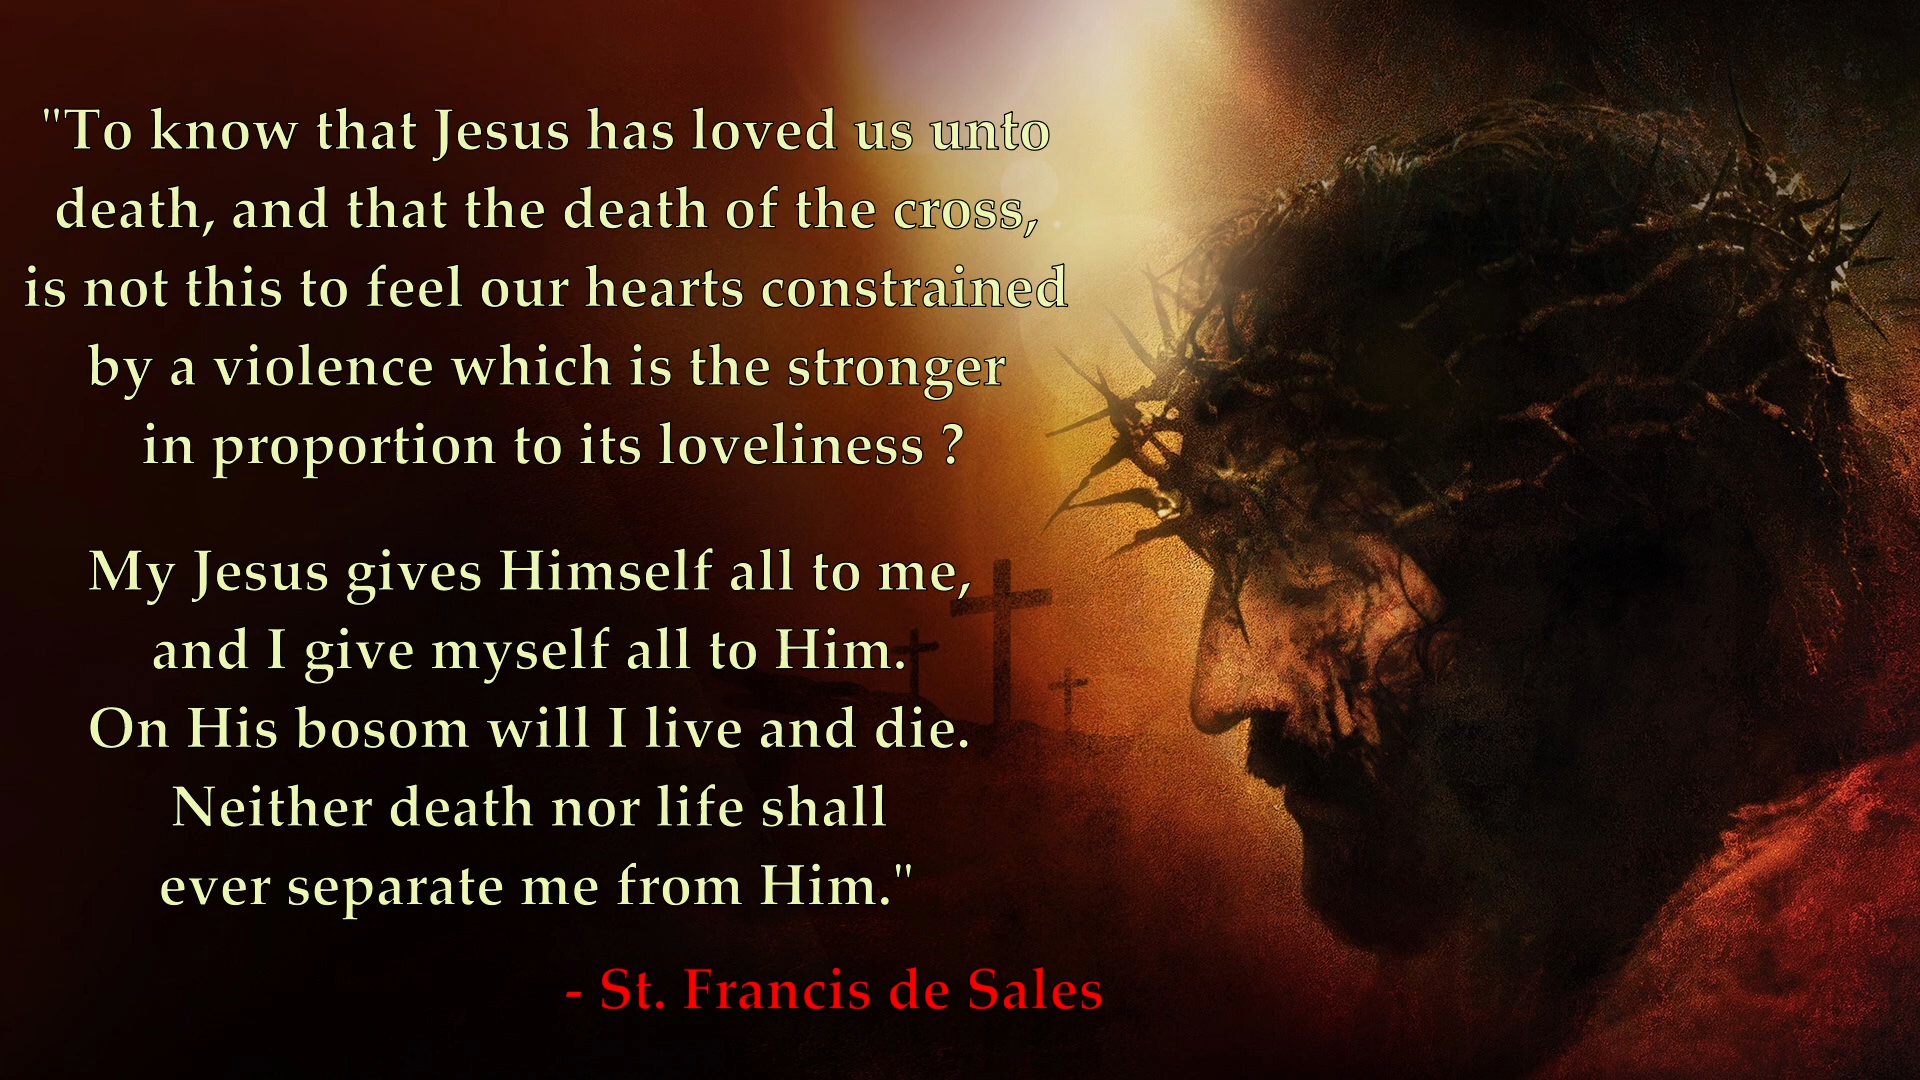 "To know that Jesus has loved us unto
death, and that the death of the cross,
is not this to feel our hearts constrained
by a violence which is the stronger
in proportion to its loveliness ?
My Jesus gives Himself all to me,
and I give myself all to Him.
On His bosom will I live and die.
Neither death nor life shall
ever separate me from Him."
- St. Francis de Sales